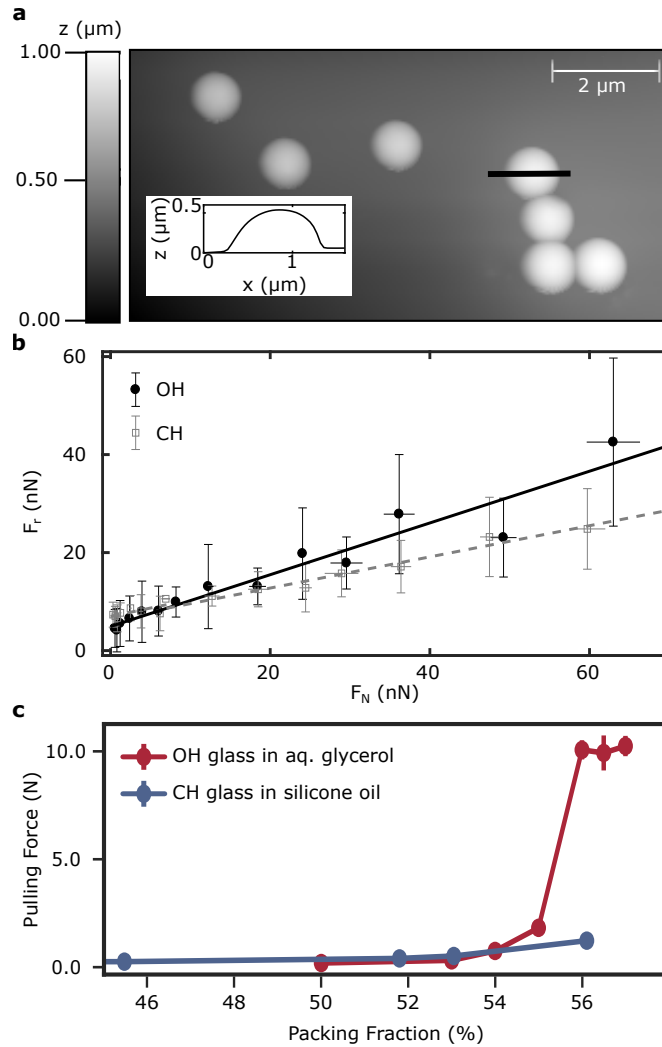 a
z (μm)
1.00
0.50
0.00
2 μm
0.5
z (μm)
0
0
1
x (μm)
b
60
40
20
0
F_r (nN)
OH
CH
0
20
40
60
F_N (nN)
c
10.0
5.0
0.0
Pulling Force (N)
OH glass in aq. glycerol
CH glass in silicone oil
46
48
50
52
54
56
Packing Fraction (%)